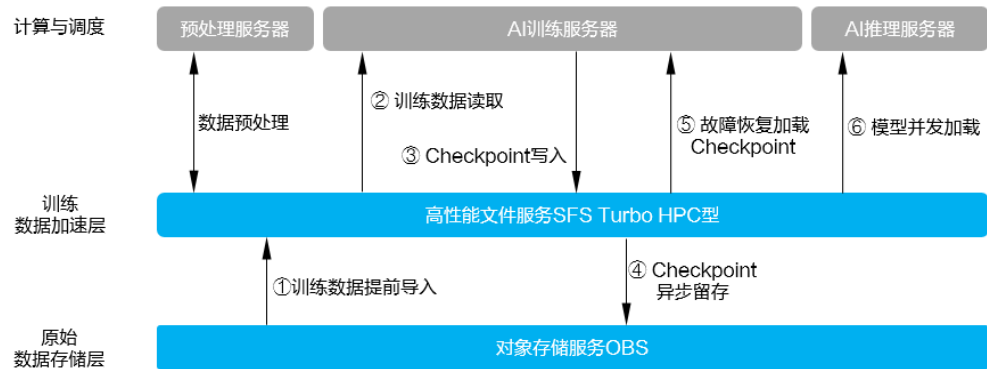 计算与调度
预处理服务器
AI训练服务器
AI推理服务器
数据预处理
② 训练数据读取
③ Checkpoint写入
⑤ 故障恢复加载
Checkpoint
⑥ 模型并发加载
训练
数据加速层
高性能文件服务SFS Turbo HPC型
①训练数据提前导入
④ Checkpoint
异步留存
原始
数据存储层
对象存储服务OBS